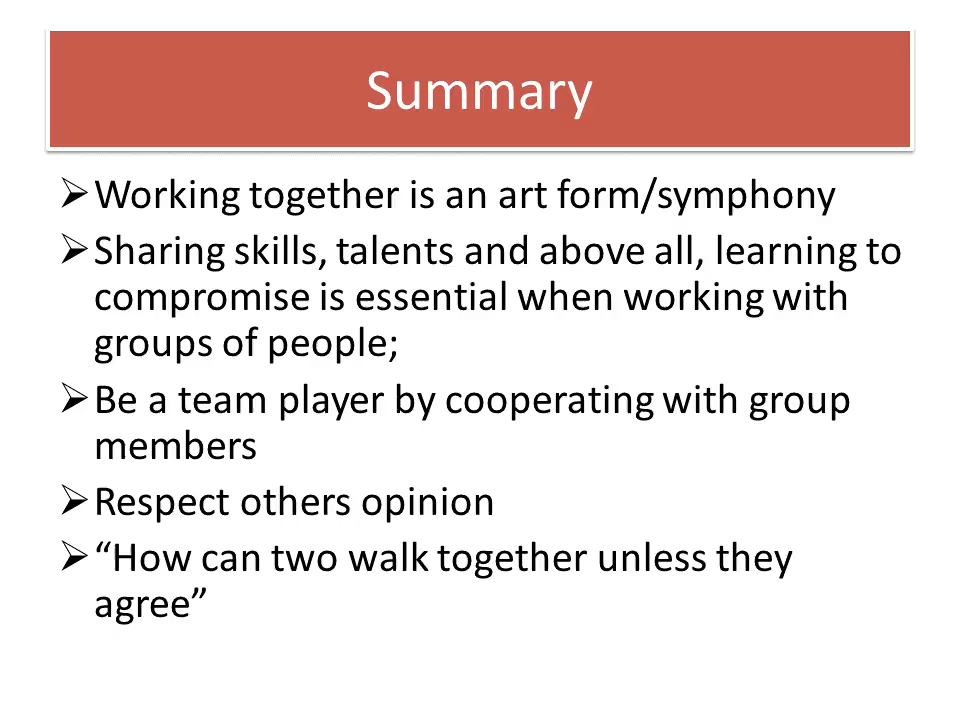 Summary
➢Working together is an art form/symphony
➢Sharing skills, talents and above all, learning to
compromise is essential when working with
groups of people;
➢Be a team player by cooperating with group
members
➢Respect others opinion
➢“How can two walk together unless they
agree”